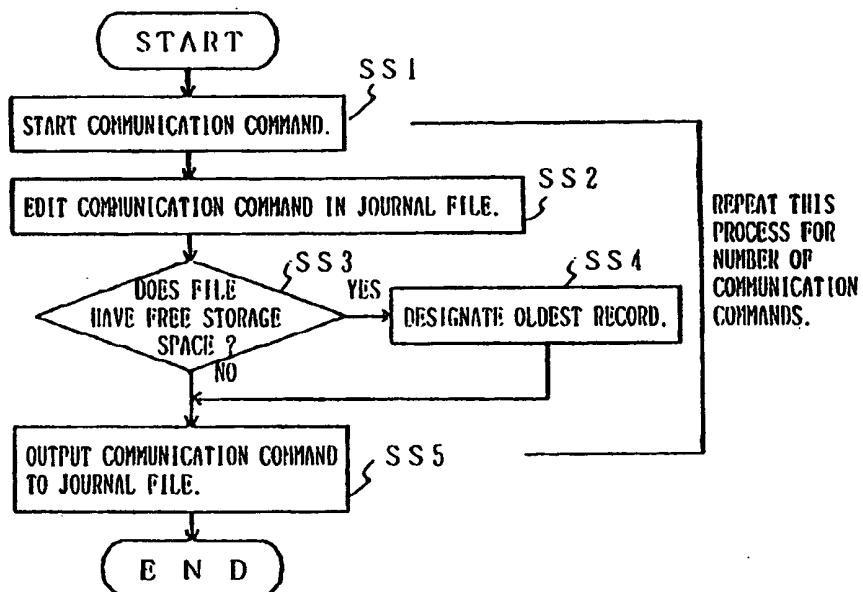 START
SS1
START COMMUNICATION COMMAND.
SS2
EDIT COMMUNICATION COMMAND IN JOURNAL FILE.
SS3
DOES FILE
HAVE FREE STORAGE
SPACE ?
YES
NO
SS4
DESIGNATE OLDEST RECORD.
OUTPUT COMMUNICATION COMMAND
TO JOURNAL FILE.
SS5
END
REPEAT THIS
PROCESS FOR
NUMBER OF
COMMUNICATION
COMMANDS.